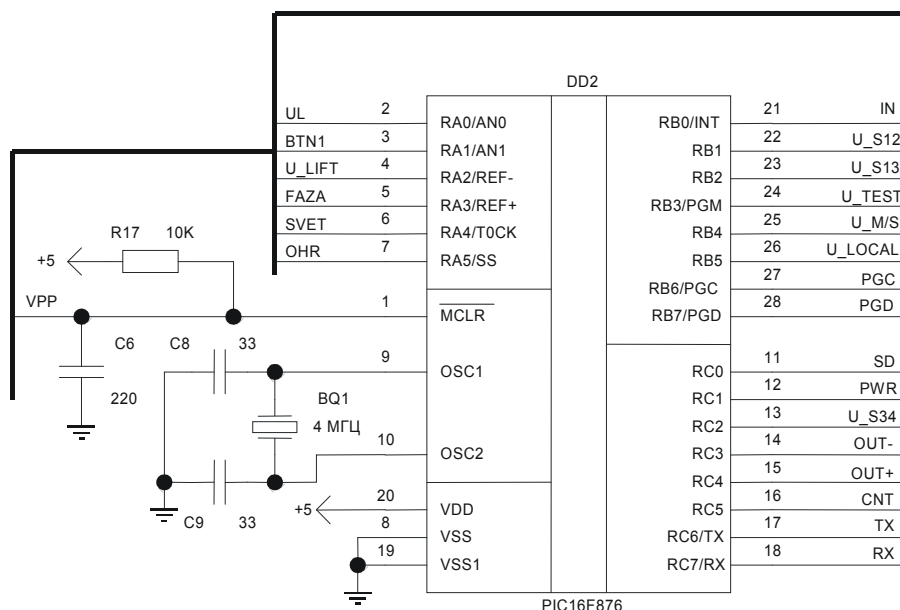 DD2
UL 2 RA0/AN0 RB0/INT 21 IN
BTN1 3 RA1/AN1 RB1 22 U_S12
U_LIFT 4 RA2/REF- RB2 23 U_S13
FAZA 5 RA3/REF+ RB3/PGM 24 U_TEST
SVET 6 RA4/T0CK RB4 25 U_M/S
OHR 7 RA5/SS RB5 26 U_LOCAL
R17 10K
+5
RB6/PGC 27 PGC
VPP 1 MCLR RB7/PGD 28 PGD
C6 C8 33
9 OSC1 RC0 11 SD
220 BQ1 RC1 12 PWR
4 МГЦ RC2 13 U_S34
10 OSC2 RC3 14 OUT-
RC4 15 OUT+
+5 20 VDD RC5 16 CNT
C9 33
8 VSS RC6/TX 17 TX
19 VSS1 RC7/RX 18 RX
PIC16F876